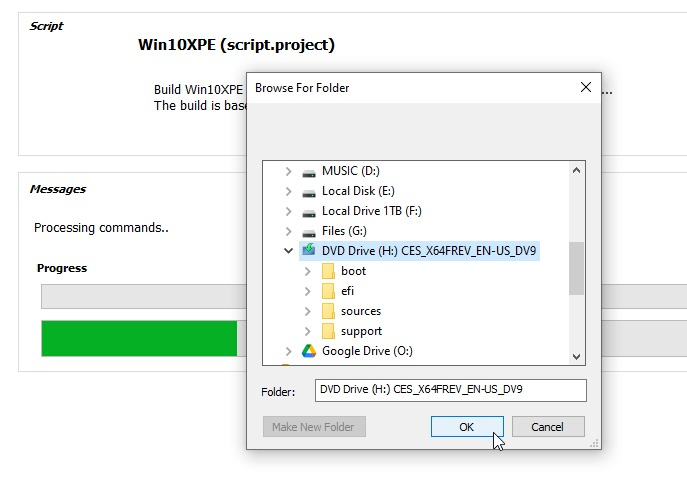 Script
Win10XPE (script.project)
Build Win10XPE
...
The build is bas
Browse For Folder
MUSIC (D:)
Local Disk (E:)
Local Drive 1TB (F:)
Files (G:)
DVD Drive (H:) CES_X64FREV_EN-US_DV9
boot
efi
sources
support
Google Drive (O:)
Folder:
DVD Drive (H:) CES_X64FREV_EN-US_DV9
Make New Folder
OK
Cancel
Messages
Processing commands..
Progress